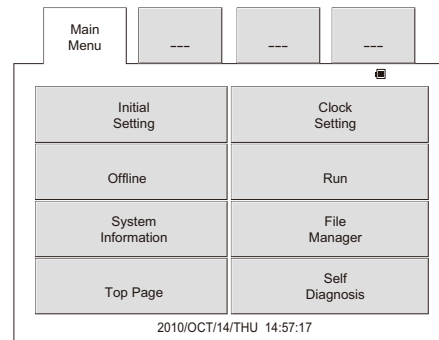 Main
Menu
---
---
---
Initial
Setting
Clock
Setting
Offline
Run
System
Information
File
Manager
Top Page
Self
Diagnosis
2010/OCT/14/THU 14:57:17